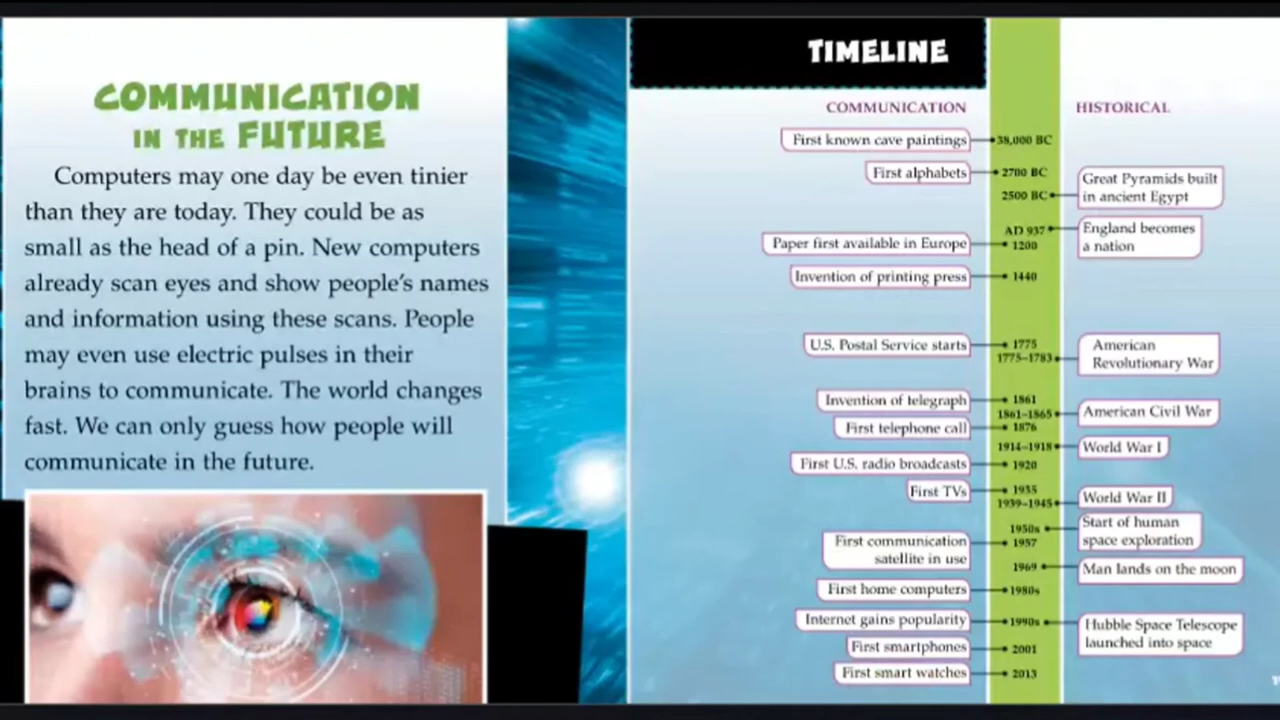 COMMUNICATION
IN THE FUTURE
Computers may one day be even tinier
than they are today. They could be as
small as the head of a pin. New computers
already scan eyes and show people's names
and information using these scans. People
may even use electric pulses in their
brains to communicate. The world changes
fast. We can only guess how people will
communicate in the future.
TIMELINE
COMMUNICATION
HISTORICAL
First known cave paintings
38,000 BC
First alphabets
2700 BC
2500 BC
Great Pyramids built
in ancient Egypt
AD 937
England becomes
a nation
Paper first available in Europe
1200
Invention of printing press
1440
U.S. Postal Service starts
1775
1775–1783
American
Revolutionary War
Invention of telegraph
1861
1861–1865
American Civil War
First telephone call
1876
1914–1918
World War I
First U.S. radio broadcasts
1920
First TVs
1935
1939–1945
World War II
1950s
Start of human
space exploration
First communication
satellite in use
1957
1969
Man lands on the moon
First home computers
1980s
Internet gains popularity
1990s
Hubble Space Telescope
launched into space
First smartphones
2001
First smart watches
2013